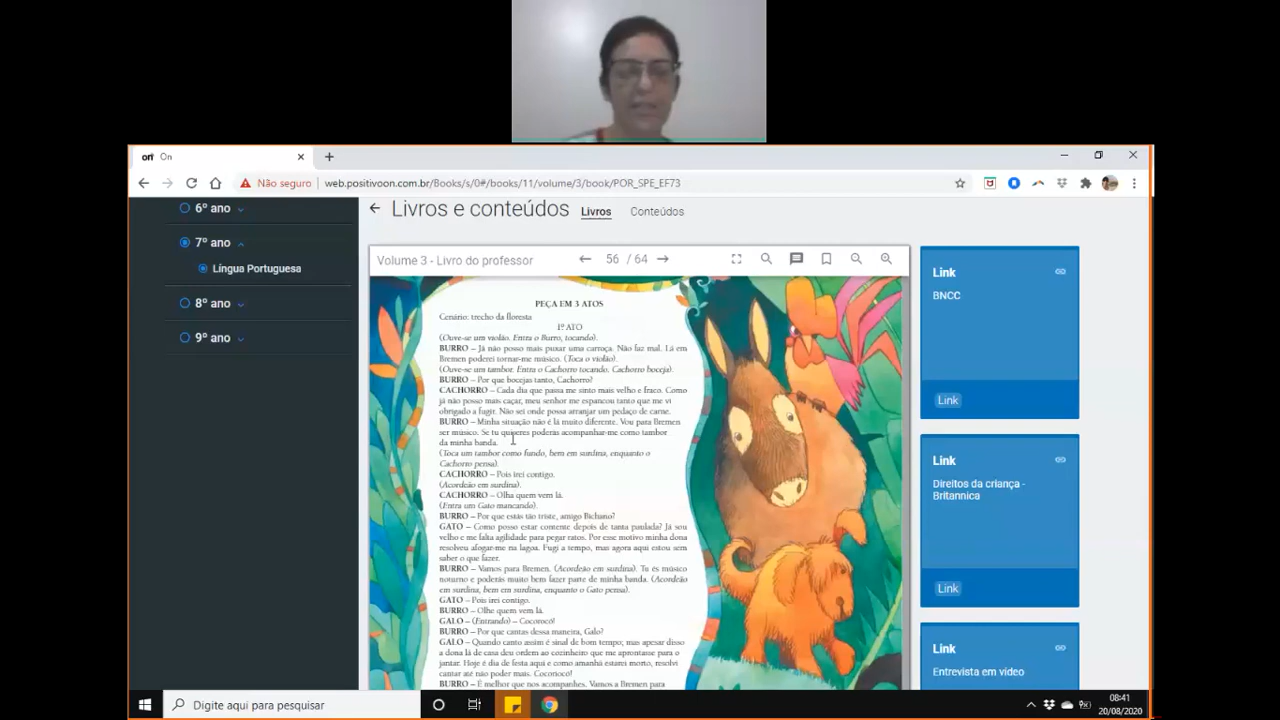 On
Não seguro
web.positivoon.com.br/Books/s/0#/books/11/volume/3/book/POR_SPE_EF73
6º ano
7º ano
Língua Portuguesa
8º ano
9º ano
Livros e conteúdos Livros Conteúdos
Volume 3 - Livro do professor
56 / 64
PEÇA EM 3 ATOS
Cenário: trecho da floresta
1º ATO
(Ouve-se um violão. Entra o Burro, tocando).
BURRO – Já não posso mais puxar uma carroça. Não faz mal. Lá em
Bremen poderei tornar-me músico. (Toca o violão).
(Ouve-se um tambor. Entra o Cachorro tocando. Cachorro boceja).
BURRO – Por que bocejas tanto, Cachorro?
CACHORRO – Cada dia que passa me sinto mais velho e fraco. Como
já não posso mais caçar, meu senhor me espancou tanto que me vi
obrigado a fugir. Não sei onde possa arranjar um pedaço de carne.
BURRO – Minha situação não é lá muito diferente. Vou para Bremen
ser músico. Se tu quiseres poderás acompanhar-me como tambor
da minha banda.
(Toca um tambor como fundo, bem em surdina, enquanto o
Cachorro pensa).
CACHORRO – Pois irei contigo.
(Acordeão em surdina).
CACHORRO – Olha quem vem lá.
(Entra um Gato mancando).
BURRO – Por que estás tão triste, amigo Bichano?
GATO – Como posso estar contente depois de tanta paulada? Já sou
velho e me falta agilidade para pegar ratos. Por esse motivo minha dona
resolveu afogar-me na lagoa. Fugi a tempo, mas agora aqui estou sem
saber o que fazer.
BURRO – Vamos para Bremen. (Acordeão em surdina). Tu és músico
noturno e poderás muito bem fazer parte de minha banda. (Acordeão
em surdina, bem em surdina, enquanto o Gato pensa).
GATO – Pois irei contigo.
BURRO – Olhe quem vem lá.
GALO – (Entrando) – Cocorocó!
BURRO – Por que cantas dessa maneira, Galo?
GALO – Quando canto assim é sinal de bom tempo; mas apesar disso
a dona lá de casa deu ordem ao cozinheiro que me aprontasse para o
jantar. Hoje é dia de festa aqui e como amanhã estarei morto, resolvi
cantar até não poder mais. Cocorocó!
BURRO – É melhor que nos acompanhes. Vamos a Bremen para
Link
BNCC
Link
Link
Direitos da criança -
Britannica
Link
Link
Entrevista em vídeo
Digite aqui para pesquisar
08:41
20/08/2020